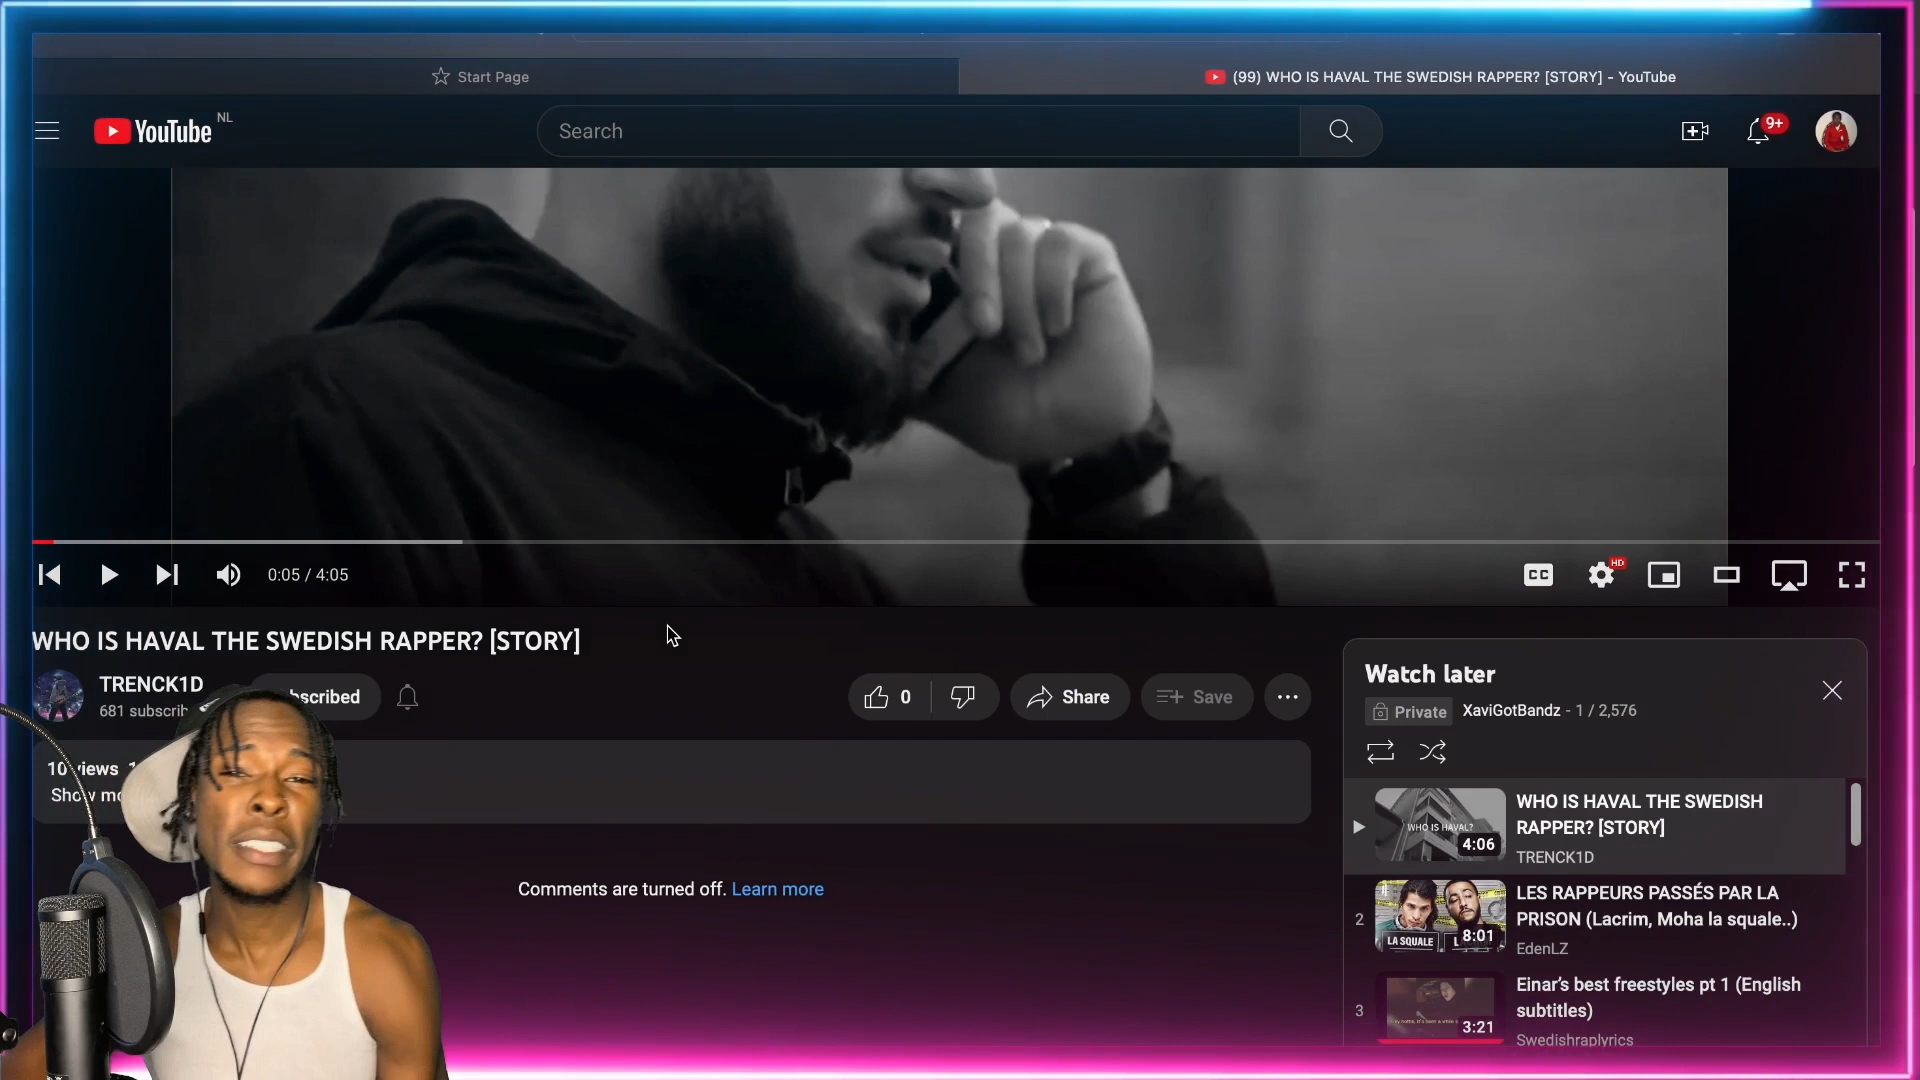 Start Page
(99) WHO IS HAVAL THE SWEDISH RAPPER? [STORY] - YouTube
YouTube NL
Search
9+
HD
CC
0:05 / 4:05
WHO IS HAVAL THE SWEDISH RAPPER? [STORY]
TRENCK1D
681
0
Share
Save
10 views
Show
Comments are turned off. Learn more
Watch later
Private XaviGotBandz - 1 / 2,576
WHO IS HAVAL?
4:06
WHO IS HAVAL THE SWEDISH
RAPPER? [STORY]
TRENCK1D
2
LA SQUALE
8:01
LES RAPPEURS PASSÉS PAR LA
PRISON (Lacrim, Moha la squale..)
EdenLZ
3
3:21
Einar's best freestyles pt 1 (English
subtitles)
Swedishraplyrics